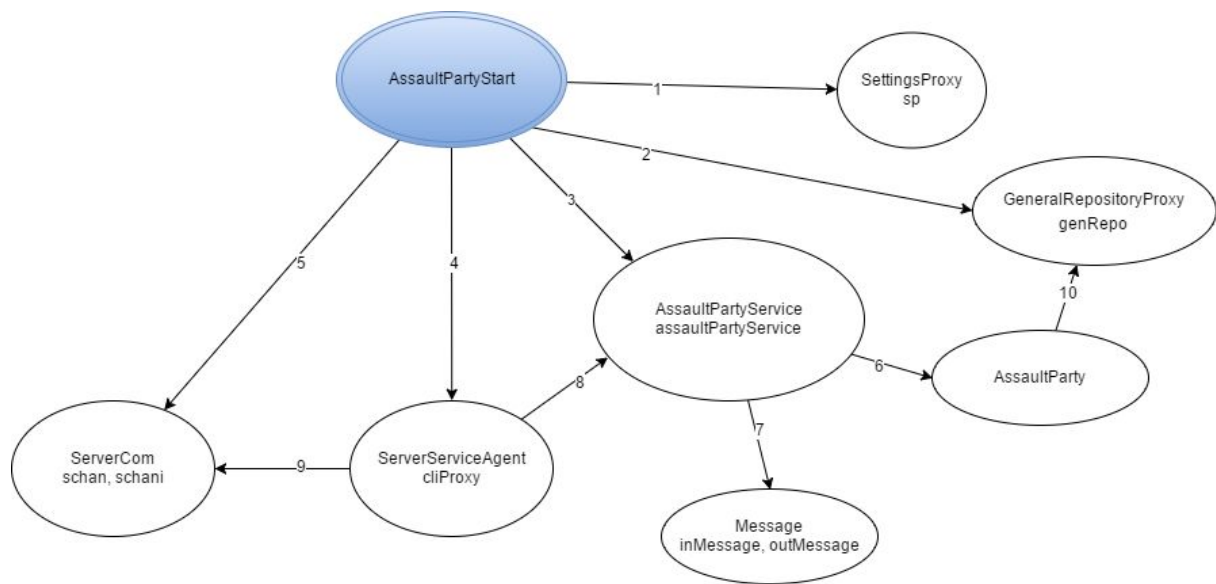 AssaultPartyStart
1
SettingsProxy
sp
2
GeneralRepositoryProxy
genRepo
3
5
4
10
AssaultPartyService
assaultPartyService
6
AssaultParty
8
7
ServerCom
schan, schani
9
ServerServiceAgent
cliProxy
Message
inMessage, outMessage